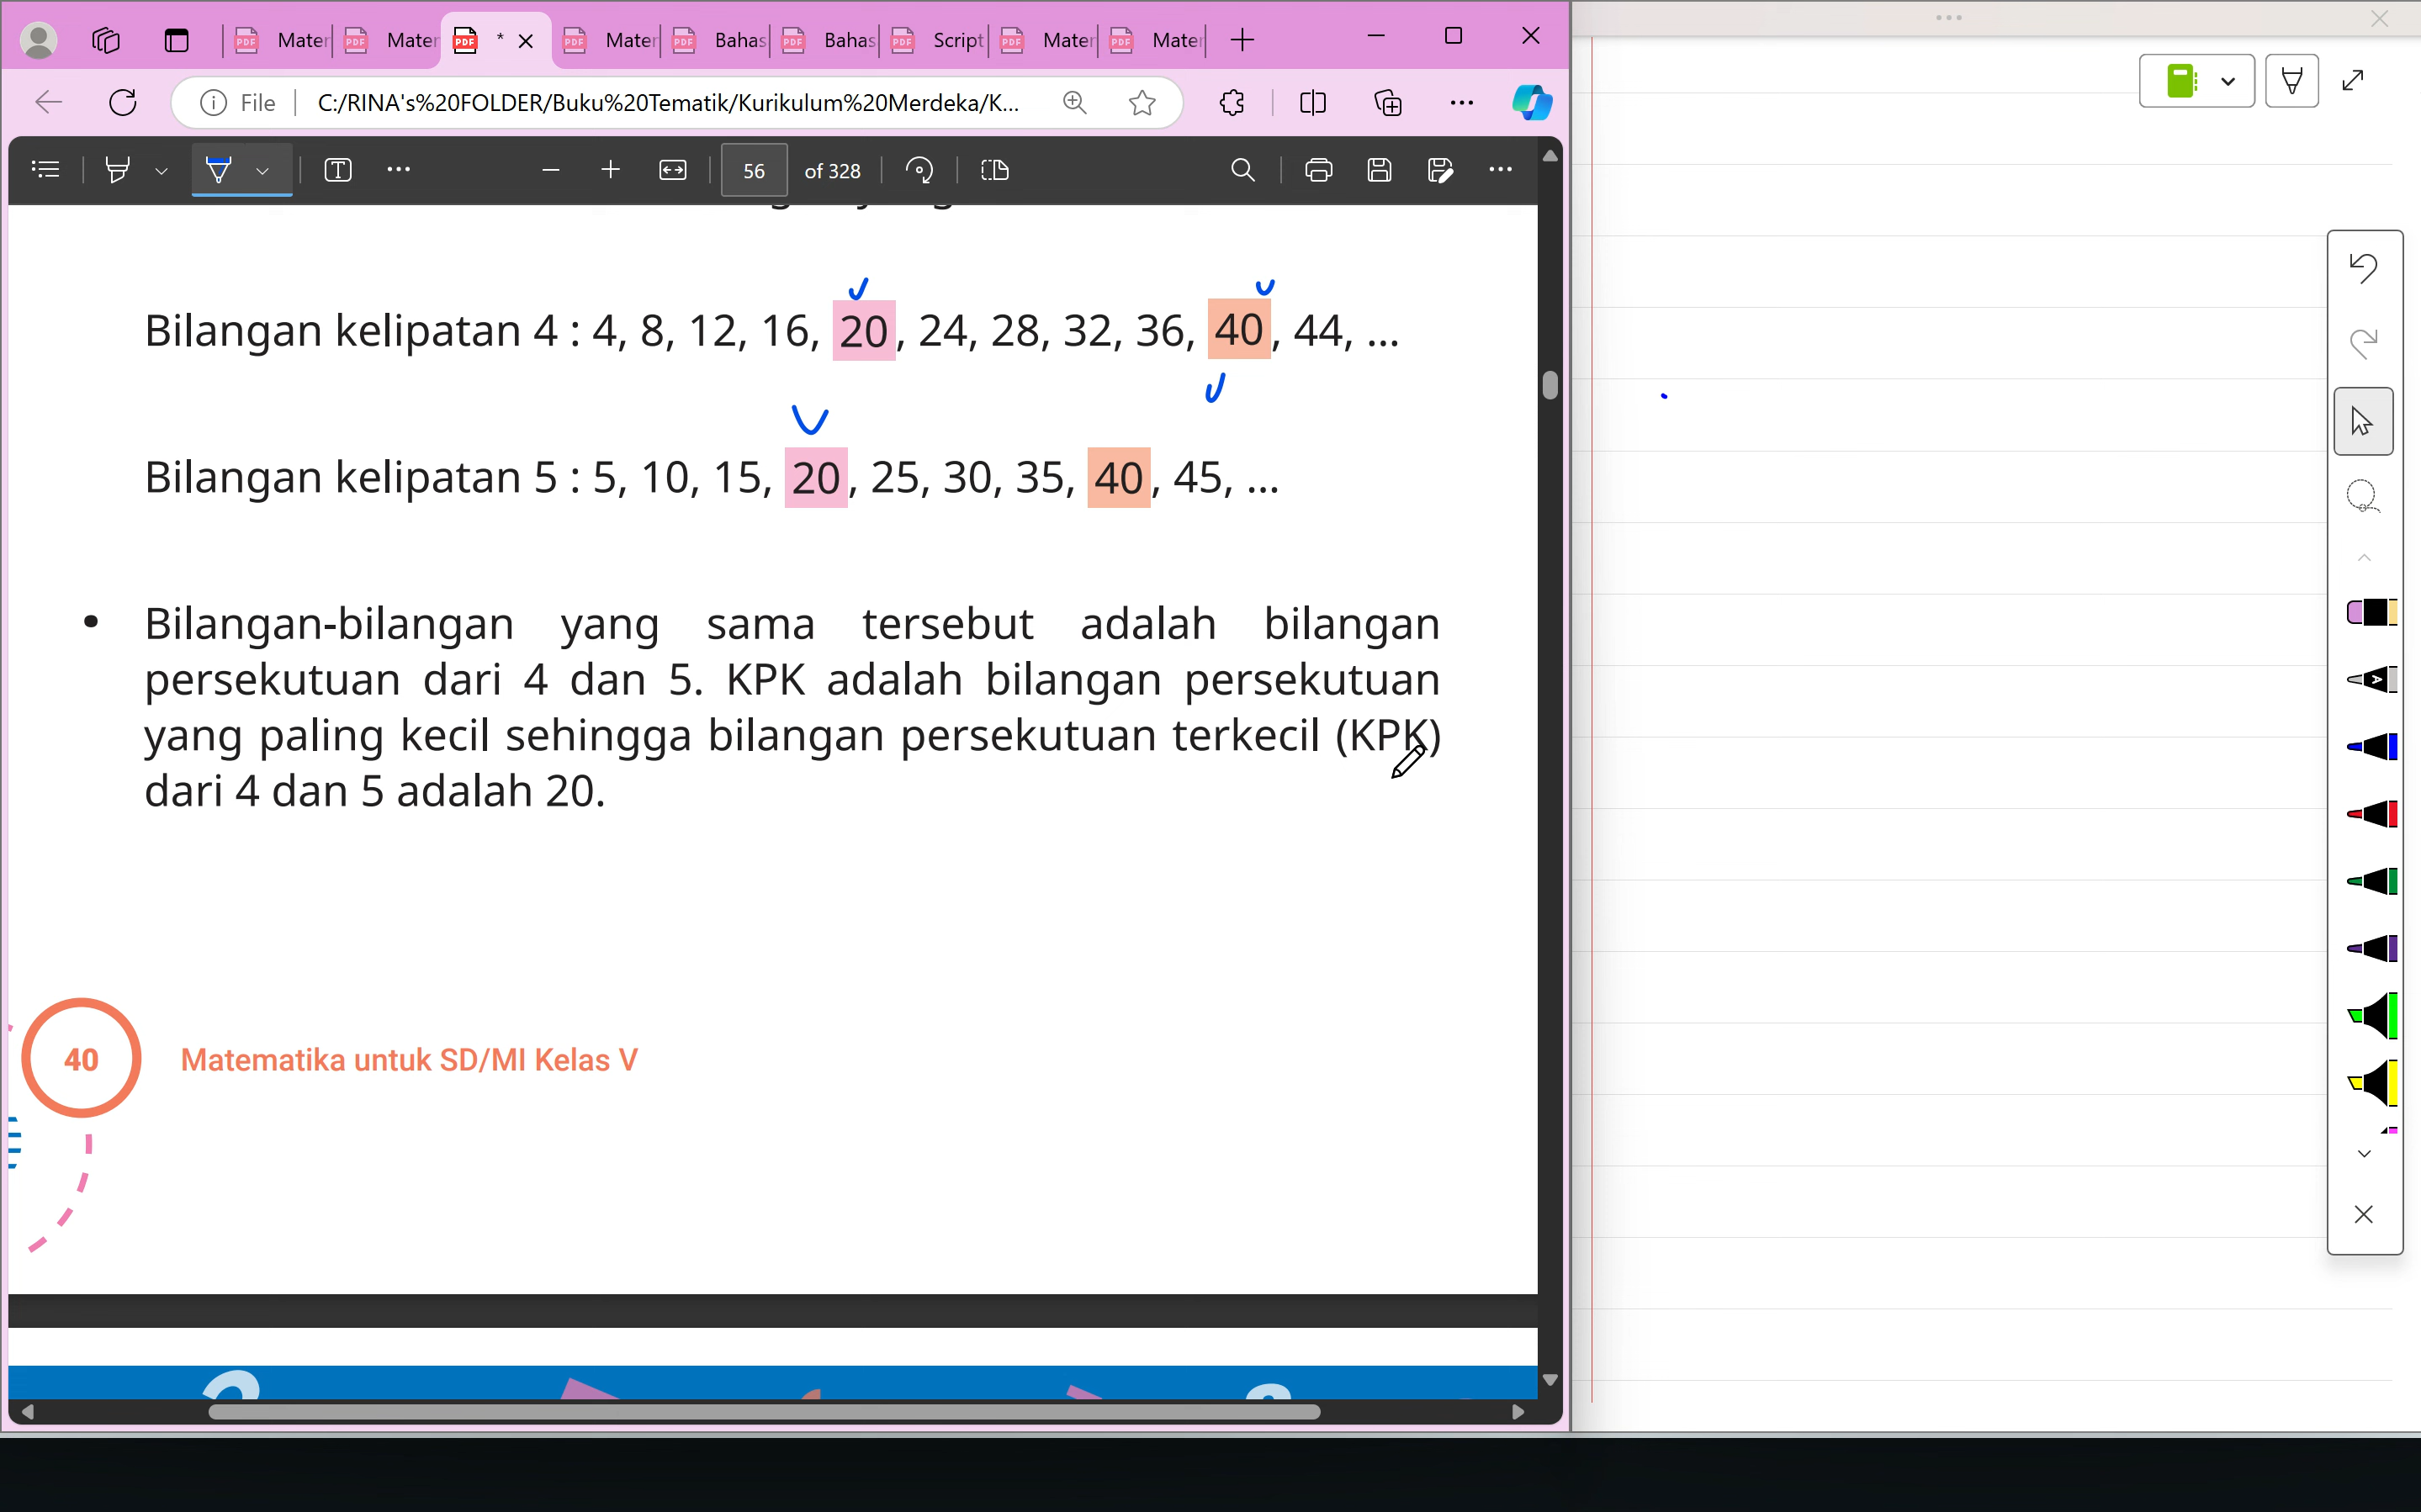 Mater
Mater
*
Mater
Bahas
Bahas
Script
Mater
Mater
File
C:/RINA's%20FOLDER/Buku%20Tematik/Kurikulum%20Merdeka/K...
56 of 328
Bilangan kelipatan 4 : 4, 8, 12, 16, 20, 24, 28, 32, 36, 40, 44, ...
Bilangan kelipatan 5 : 5, 10, 15, 20, 25, 30, 35, 40, 45, ...
• Bilangan-bilangan yang sama tersebut adalah bilangan
persekutuan dari 4 dan 5. KPK adalah bilangan persekutuan
yang paling kecil sehingga bilangan persekutuan terkecil (KPK)
dari 4 dan 5 adalah 20.
40 Matematika untuk SD/MI Kelas V